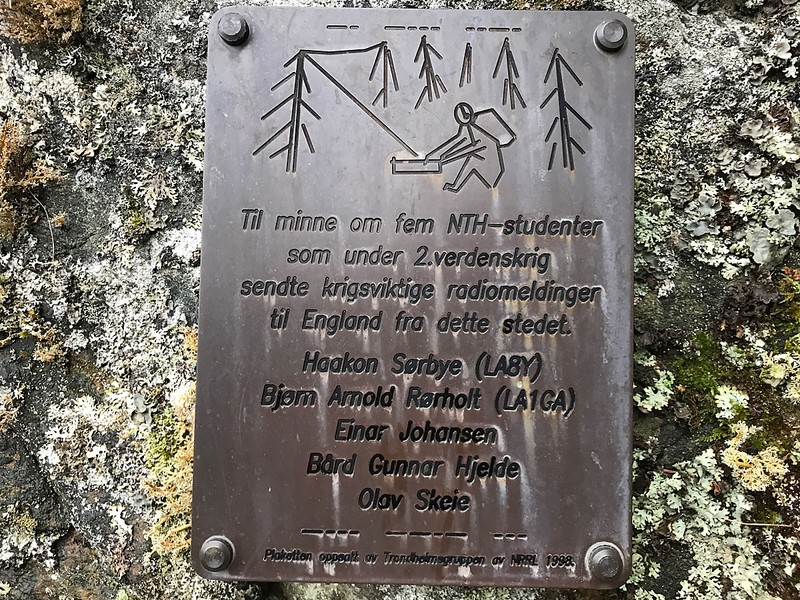 Til minne om fem NTH-studenter
som under 2.verdenskrig
sendte krigsviktige radiomeldinger
til England fra dette stedet.
Haakon Sørbye (LA8Y)
Bjørn Arnold Rørholt (LA1GA)
Einar Johansen
Bård Gunnar Hjelde
Olav Skeie
Plaketten oppsatt av Trondheimsgruppen av NRRL 1998.